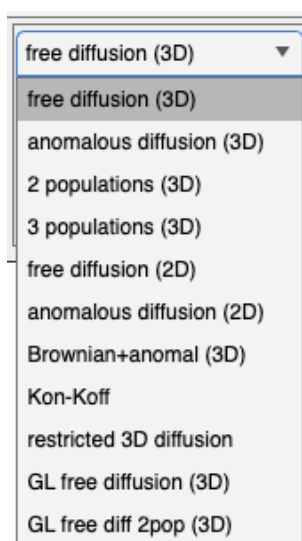 free diffusion (3D)
free diffusion (3D)
anomalous diffusion (3D)
2 populations (3D)
3 populations (3D)
free diffusion (2D)
anomalous diffusion (2D)
Brownian+anomal (3D)
Kon-Koff
restricted 3D diffusion
GL free diffusion (3D)
GL free diff 2pop (3D)